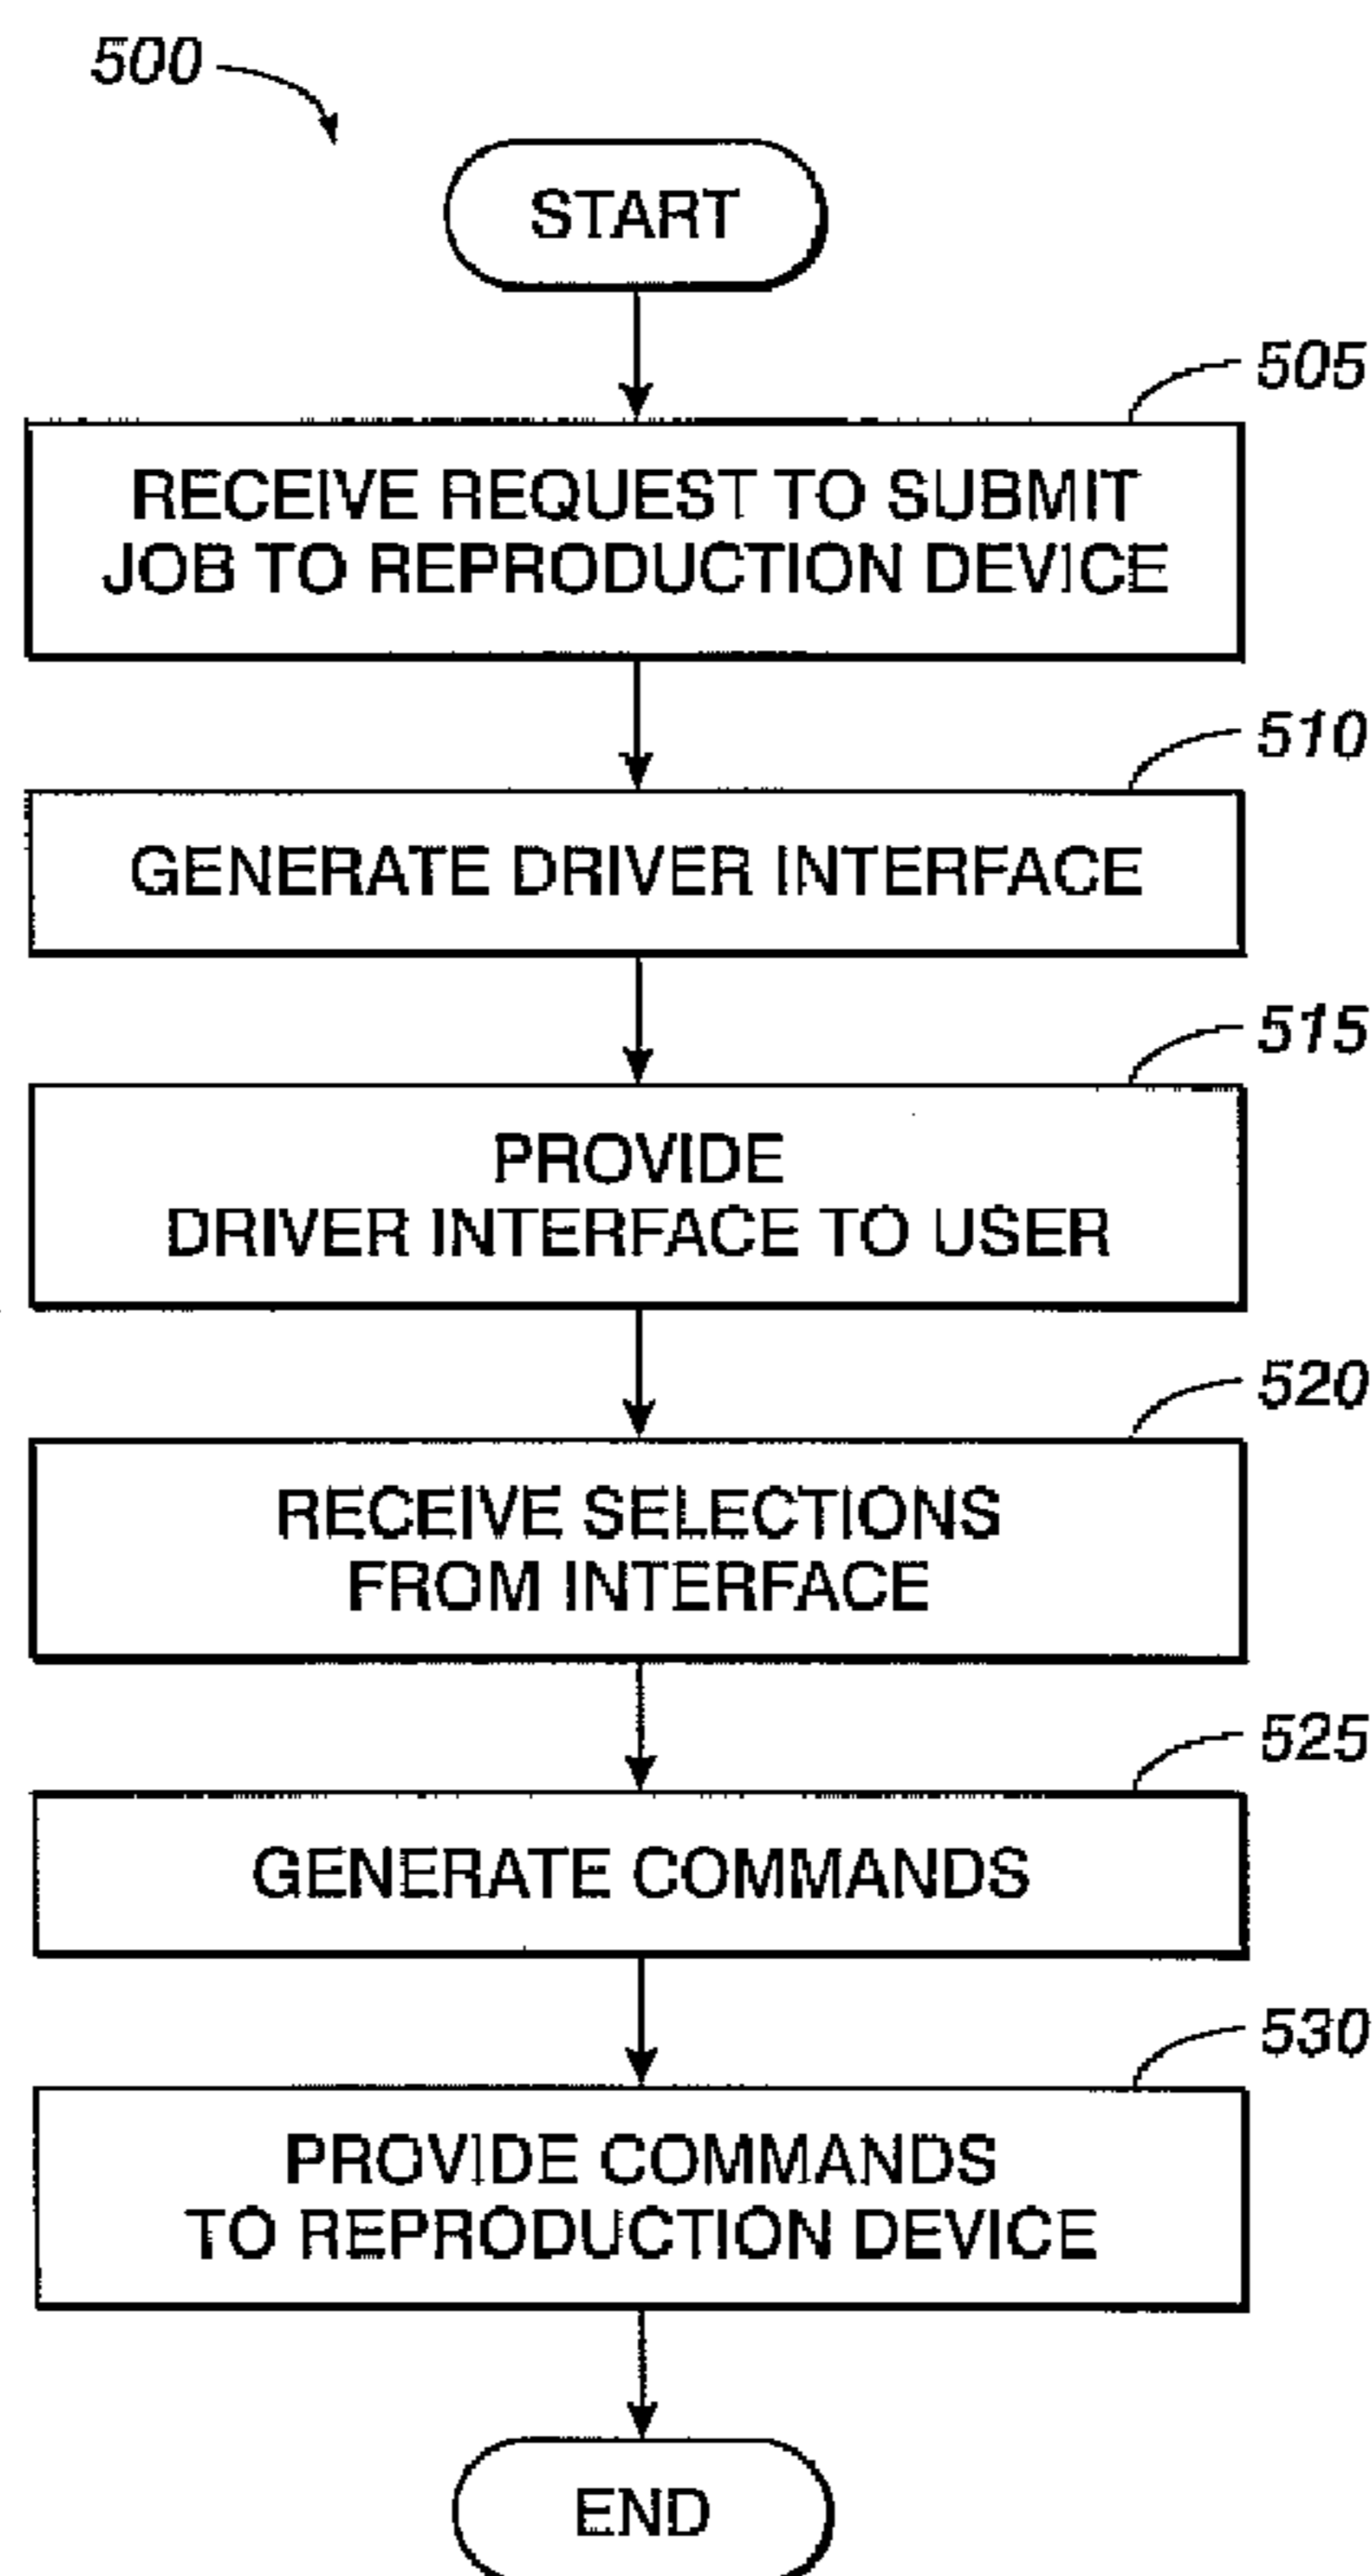 500
START
505
RECEIVE REQUEST TO SUBMIT
JOB TO REPRODUCTION DEVICE
510
GENERATE DRIVER INTERFACE
515
PROVIDE
DRIVER INTERFACE TO USER
520
RECEIVE SELECTIONS
FROM INTERFACE
525
GENERATE COMMANDS
530
PROVIDE COMMANDS
TO REPRODUCTION DEVICE
END